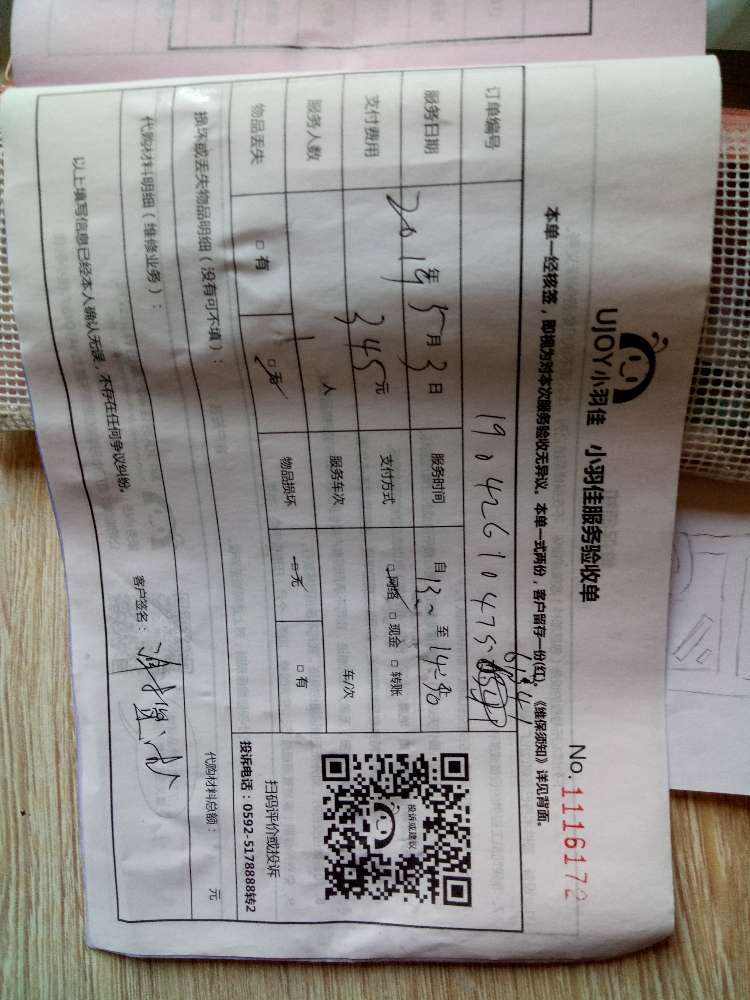 UJOY小羽佳 小羽佳服务验收单
No.1116172
本单一经核签，即视为对本次服务验收无异议。本单一式两份，客户留存一份(红)。《维保须知》详见背面。
订单编号 19042610475
服务日期 2019年5月3日 服务时间 自 至
支付费用 345元 支付方式 □网络 □现金 □转账
服务人数 1人 服务车次 车/次
物品丢失 □有 □无 物品损坏 □无 □有
投诉或建议
扫码评价或投诉
投诉电话：0592-5178888转2
损坏或丢失物品明细（没有可不填）：
代购材料明细（维修业务）： 代购材料总额： 元
以上填写信息已经本人确认无误，不存在任何争议纠纷。 客户签名：